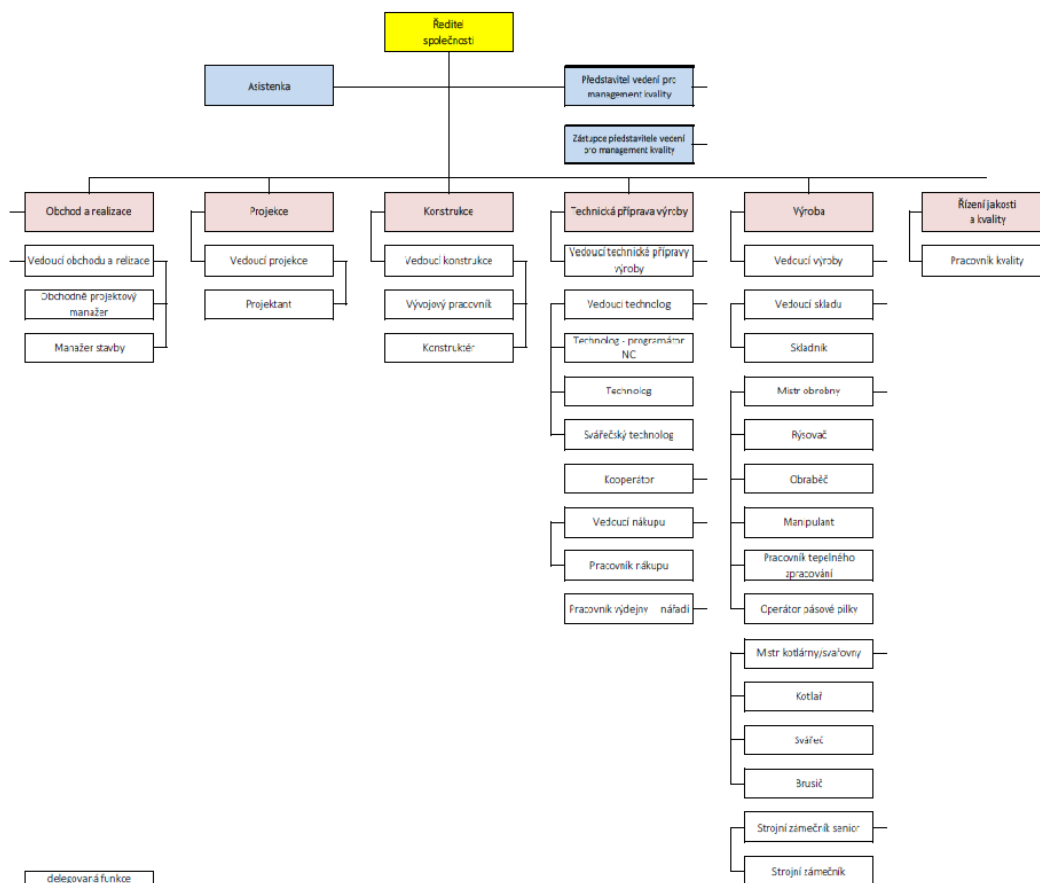 Ředitel
společnosti
Asistenka
Představitel vedení pro
management kvality
Zástupce představitele vedení
pro management kvality
Obchod a realizace
Projekce
Konstrukce
Technická příprava výroby
Výroba
Řízení jakosti
a kvality
Vedoucí obchodu a relizace
Vedoucí projekce
Vedoucí konstrukce
Vedoucí technické přípravy
výroby
Vedoucí výroby
Pracovník kvality
Obchodně projektový
manažer
Projektant
Vývojový pracovník
Vedoucí technolog
Vedoucí skladu
Manažer stavby
Konstruktér
Technolog - programátor
NC
Skladník
Technolog
Mistr obrobny
Svářečský technolog
Rýsovač
Kooperátor
Obraběč
Vedoucí nákupu
Manipulant
Pracovník nákupu
Pracovník tepelného
zpracování
Pracovník výdejny nářadí
Operátor pásové pilky
Mistr kotlárny/svařovny
Kotlář
Svářeč
Brusič
Strojní zámečník senior
Strojní zámečník
delegovaná funkce